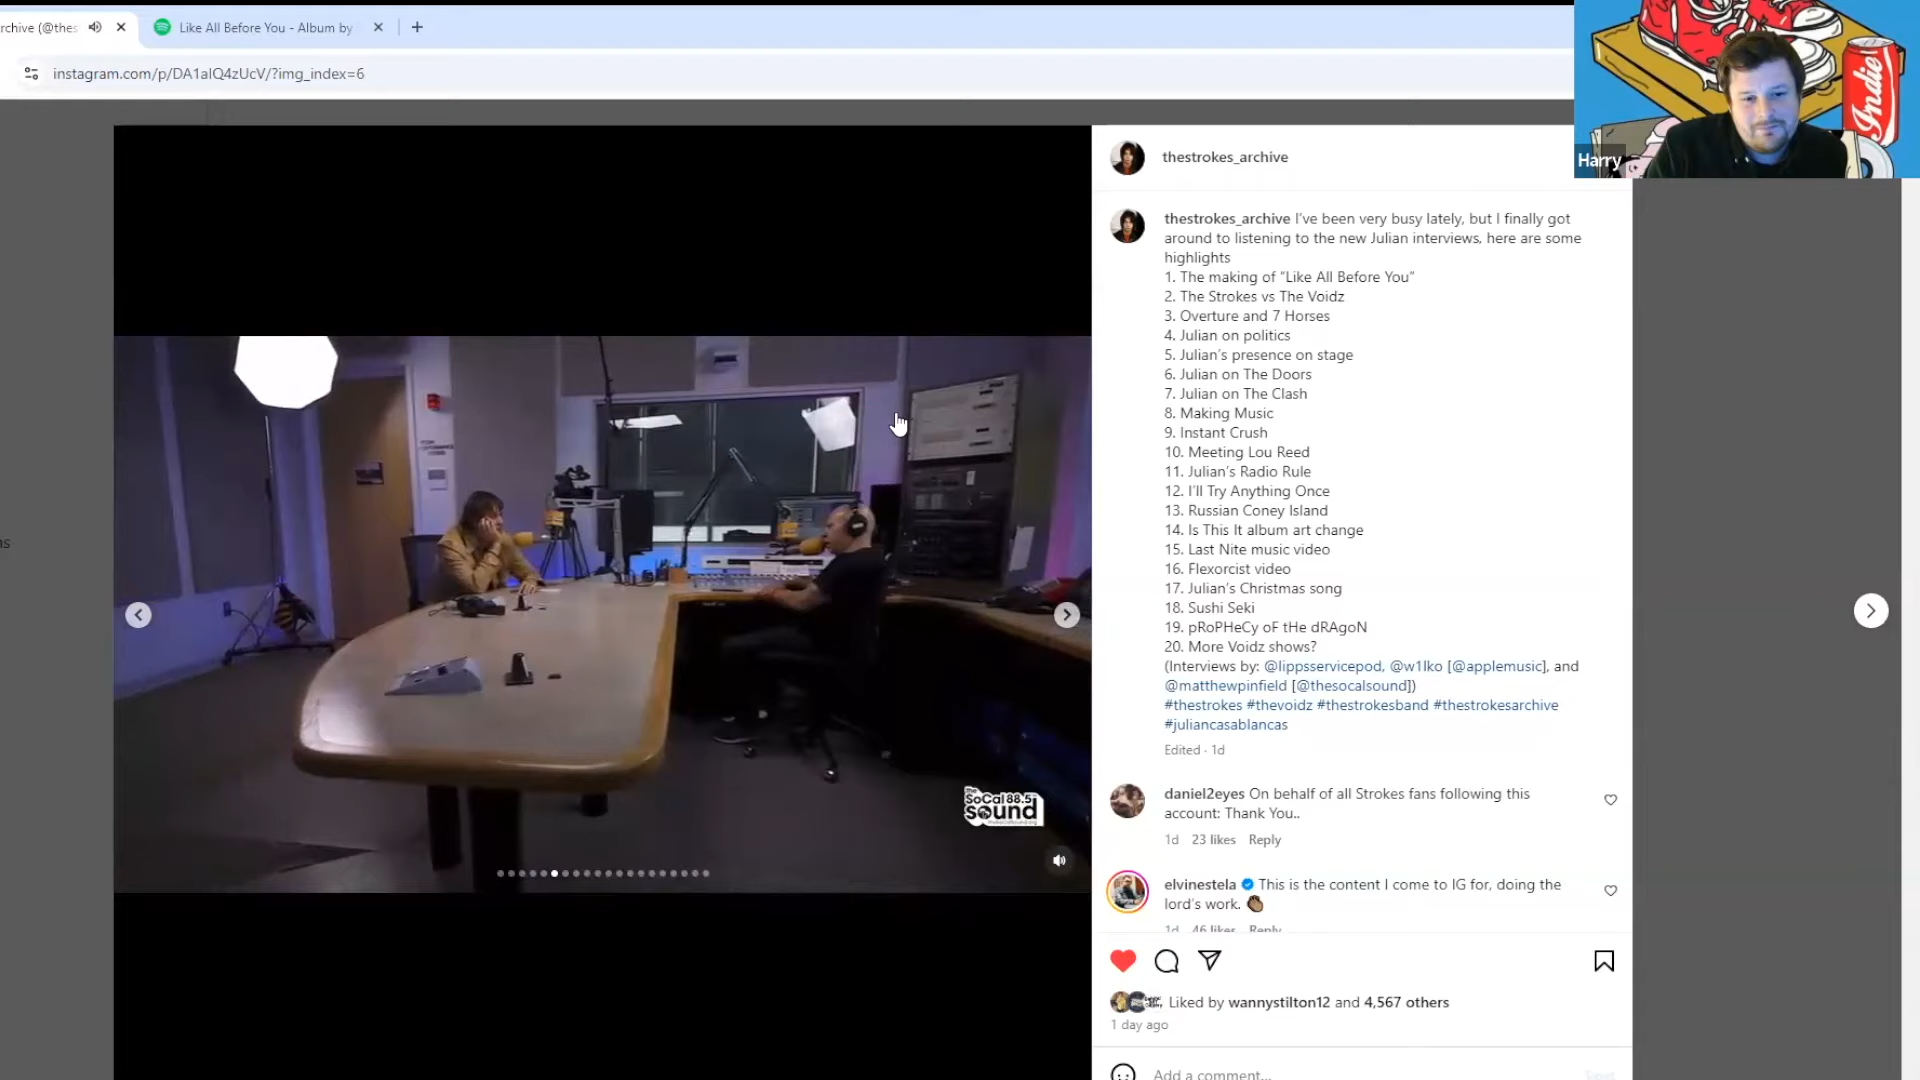 rchive (@thes
Like All Before You - Album by
instagram.com/p/DA1alQ4zUcV/?img_index=6
Indie
Harry
thestrokes_archive
thestrokes_archive I've been very busy lately, but I finally got
around to listening to the new Julian interviews, here are some
highlights
1. The making of “Like All Before You”
2. The Strokes vs The Voidz
3. Overture and 7 Horses
4. Julian on politics
5. Julian's presence on stage
6. Julian on The Doors
7. Julian on The Clash
8. Making Music
9. Instant Crush
10. Meeting Lou Reed
11. Julian's Radio Rule
12. I'll Try Anything Once
13. Russian Coney Island
14. Is This It album art change
15. Last Nite music video
16. Flexorcist video
17. Julian's Christmas song
18. Sushi Seki
19. pRoPHeCy oF tHe dRAgoN
20. More Voidz shows?
(Interviews by: @lippsservicepod, @w1lko [@applemusic], and
@matthewpinfield [@thesocalsound])
#thestrokes #thevoidz #thestrokesband #thestrokesarchive
#juliancasablancas
Edited · 1d
daniel2eyes On behalf of all Strokes fans following this
account: Thank You..
1d 23 likes Reply
elvinestela This is the content I come to IG for, doing the
lord's work.
1d 46 likes Reply
Liked by wannystilton12 and 4,567 others
1 day ago
Add a comment...
Post
the
SoCal 88.5
sound
as